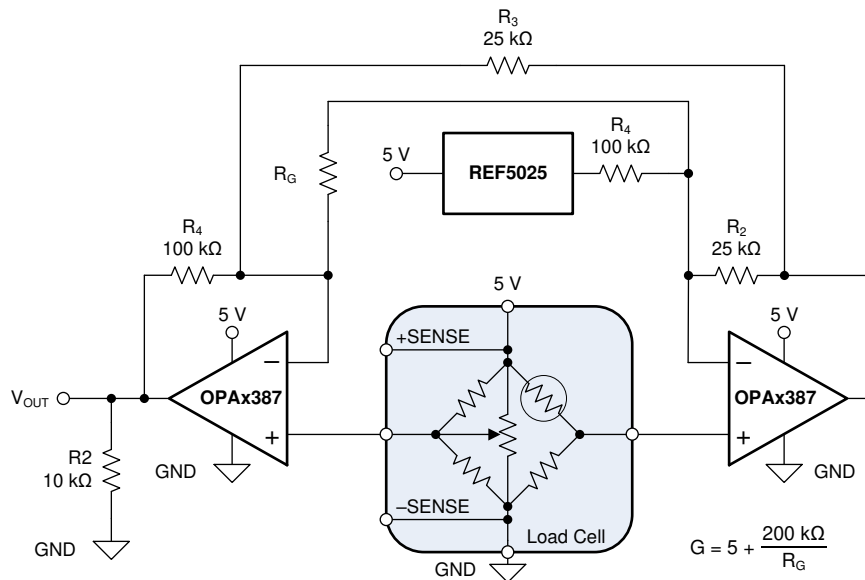 R3
25 kΩ
R4
100 kΩ
5 V
REF5025
RG
R4
100 kΩ
R2
25 kΩ
5 V
5 V
5 V
+SENSE
VOUT
OPAx387
OPAx387
R2
10 kΩ
GND
GND
–SENSE
Load Cell
GND
GND
G = 5 + 200 kΩ / RG